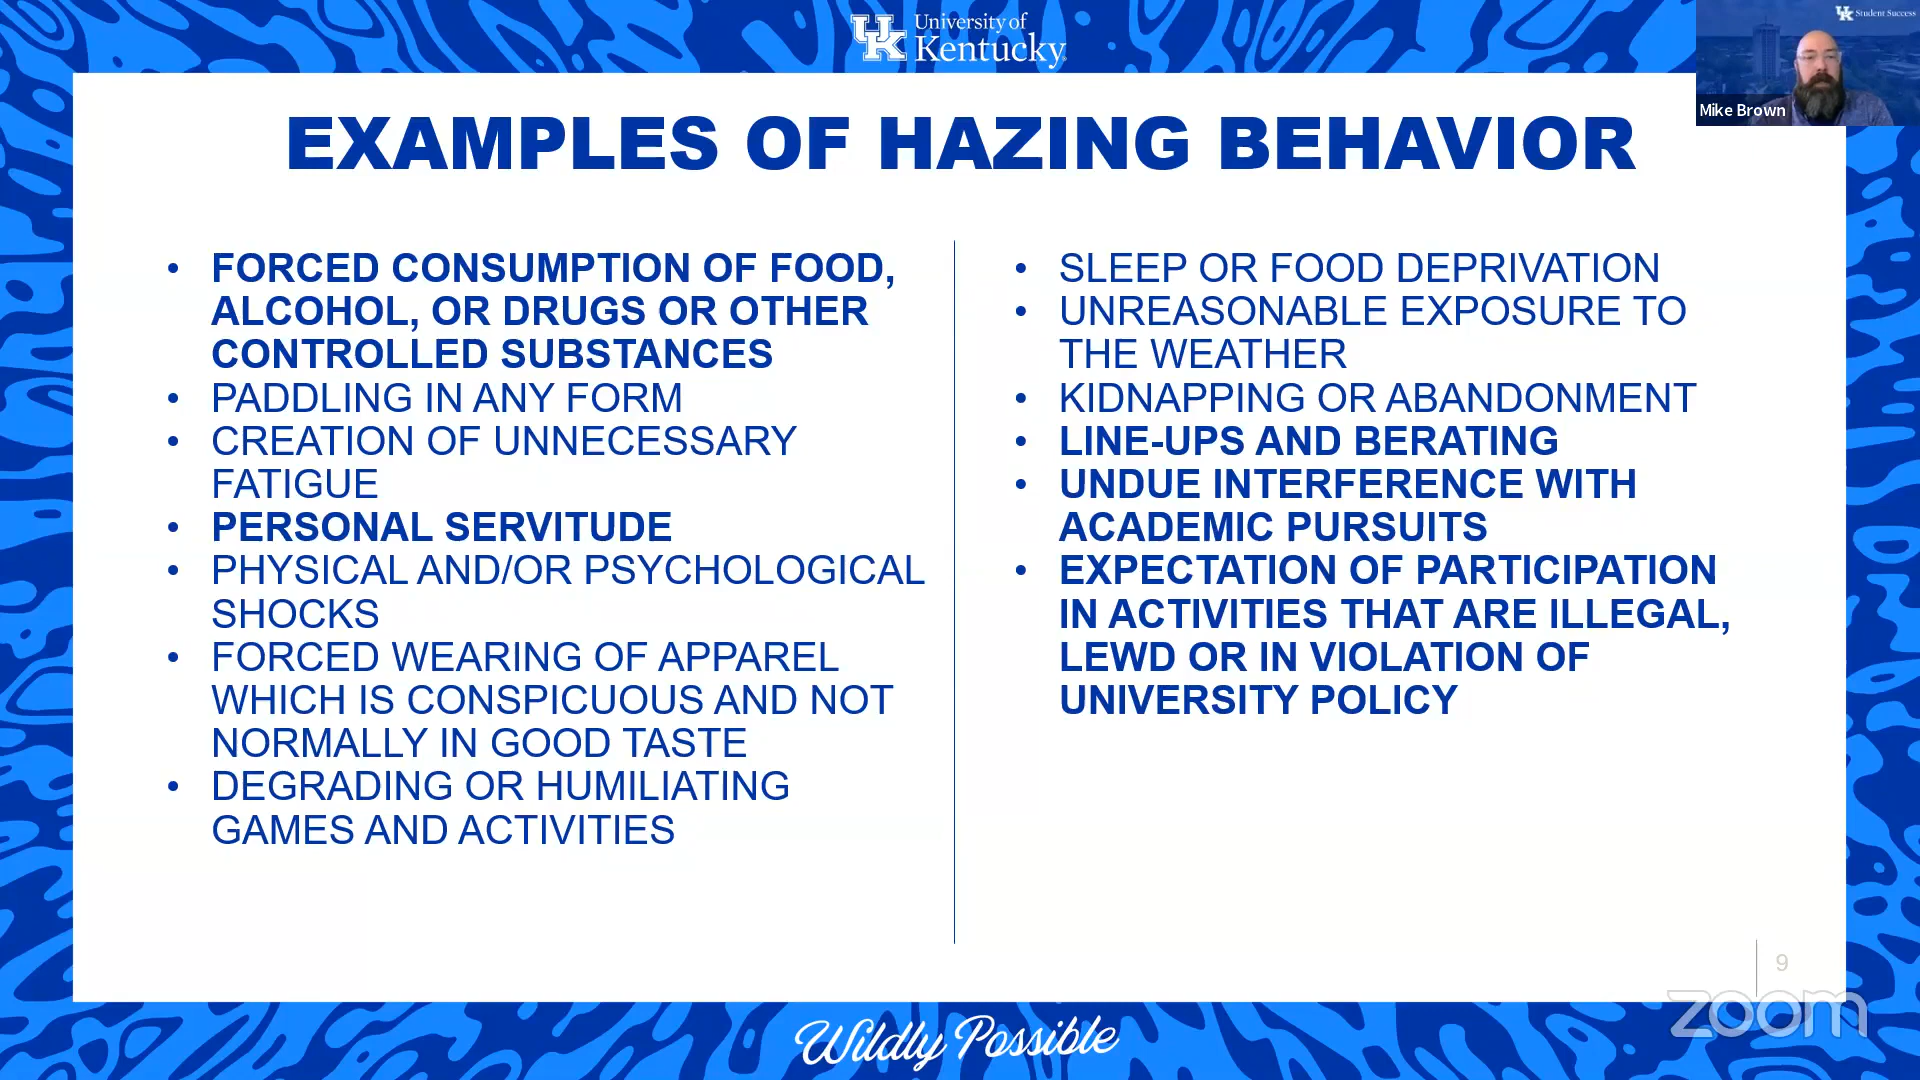 University of
Kentucky
UK Student Success
Mike Brown
EXAMPLES OF HAZING BEHAVIOR
• FORCED CONSUMPTION OF FOOD,
ALCOHOL, OR DRUGS OR OTHER
CONTROLLED SUBSTANCES
• PADDLING IN ANY FORM
• CREATION OF UNNECESSARY
FATIGUE
• PERSONAL SERVITUDE
• PHYSICAL AND/OR PSYCHOLOGICAL
SHOCKS
• FORCED WEARING OF APPAREL
WHICH IS CONSPICUOUS AND NOT
NORMALLY IN GOOD TASTE
• DEGRADING OR HUMILIATING
GAMES AND ACTIVITIES
• SLEEP OR FOOD DEPRIVATION
• UNREASONABLE EXPOSURE TO
THE WEATHER
• KIDNAPPING OR ABANDONMENT
• LINE-UPS AND BERATING
• UNDUE INTERFERENCE WITH
ACADEMIC PURSUITS
• EXPECTATION OF PARTICIPATION
IN ACTIVITIES THAT ARE ILLEGAL,
LEWD OR IN VIOLATION OF
UNIVERSITY POLICY
9
zoom
Wildly Possible